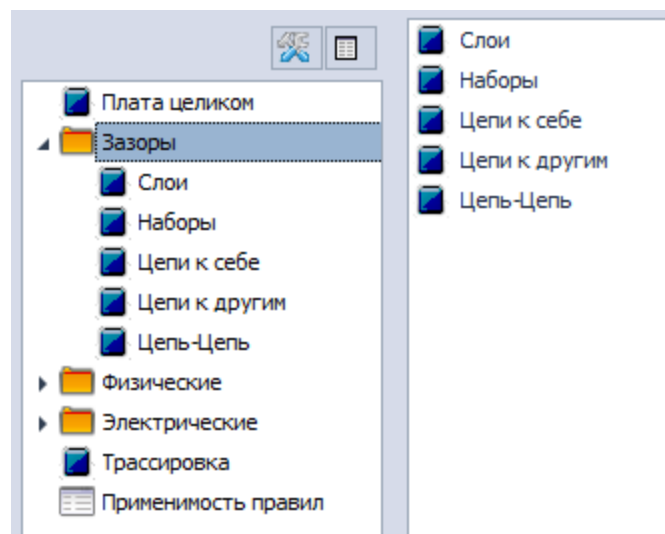 Плата целиком
Зазоры
Слои
Наборы
Цепи к себе
Цепи к другим
Цепь-Цепь
Физические
Электрические
Трассировка
Применимость правил
Слои
Наборы
Цепи к себе
Цепи к другим
Цепь-Цепь